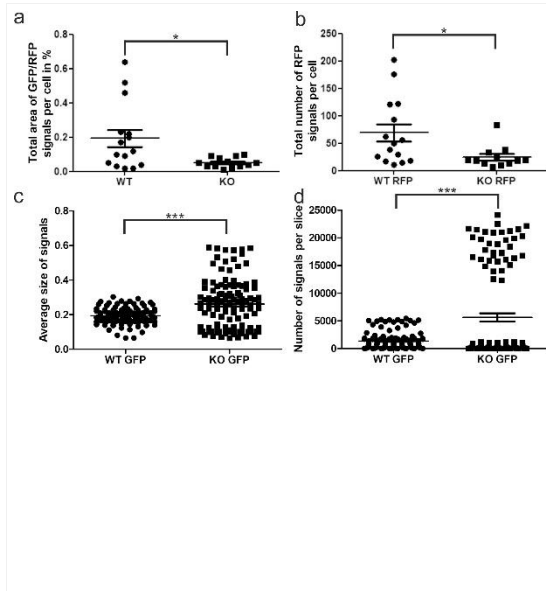 a
*
Total area of GFP/RFP
signals per cell in %
0.8
0.6
0.4
0.2
0.0
WT
KO
b
*
Total number of RFP
signals per cell
250
200
150
100
50
0
WT RFP
KO RFP
c
***
Average size of signals
0.8
0.6
0.4
0.2
0.0
WT GFP
KO GFP
d
***
Number of signals per slice
25000
20000
15000
10000
5000
0
WT GFP
KO GFP